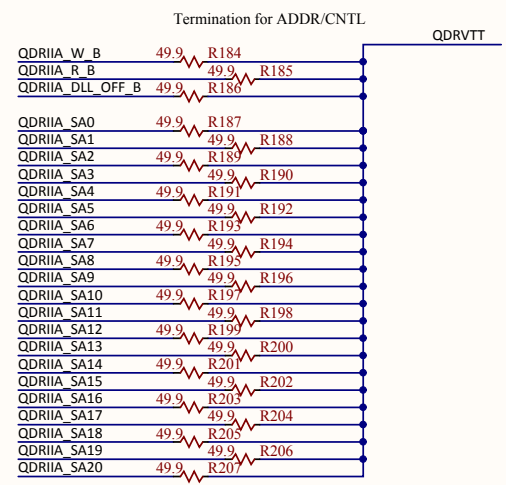 Termination for ADDR/CNTL
QDRVTT
QDRIIA_W_B 49.9 R184
QDRIIA_R_B 49.9 R185
QDRIIA_DLL_OFF_B 49.9 R186
QDRIIA_SA0 49.9 R187
QDRIIA_SA1 49.9 R188
QDRIIA_SA2 49.9 R189
QDRIIA_SA3 49.9 R190
QDRIIA_SA4 49.9 R191
QDRIIA_SA5 49.9 R192
QDRIIA_SA6 49.9 R193
QDRIIA_SA7 49.9 R194
QDRIIA_SA8 49.9 R195
QDRIIA_SA9 49.9 R196
QDRIIA_SA10 49.9 R197
QDRIIA_SA11 49.9 R198
QDRIIA_SA12 49.9 R199
QDRIIA_SA13 49.9 R200
QDRIIA_SA14 49.9 R201
QDRIIA_SA15 49.9 R202
QDRIIA_SA16 49.9 R203
QDRIIA_SA17 49.9 R204
QDRIIA_SA18 49.9 R205
QDRIIA_SA19 49.9 R206
QDRIIA_SA20 49.9 R207